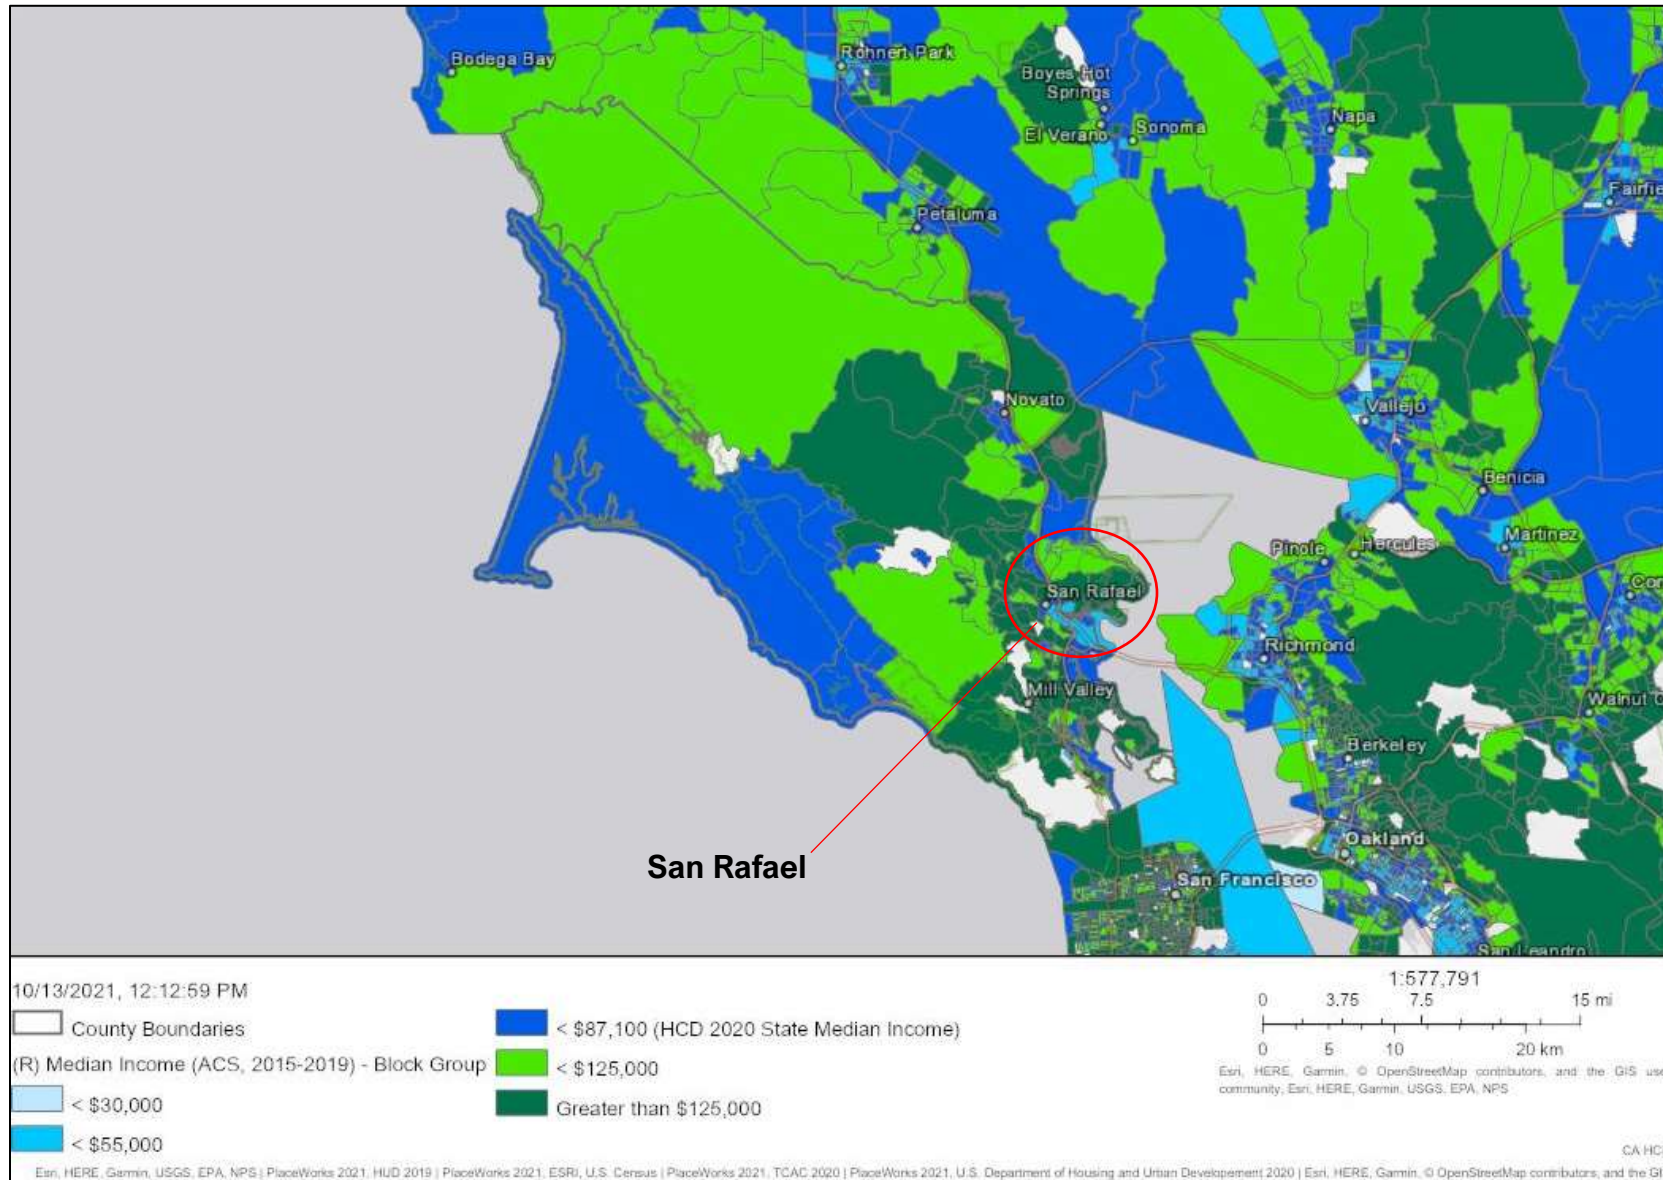 Bodega Bay
Rohnert Park
Boyes Hot
Springs
El Verano
Sonoma
Napa
Fairfie
Petaluma
Novato
Vallejo
Benicia
Martinez
Hercules
Pinole
Con
San Rafael
Richmond
Mill Valley
Walnut C
Berkeley
Oakland
San Rafael
San Francisco
San Leandro
10/13/2021, 12:12:59 PM
County Boundaries
(R) Median Income (ACS, 2015-2019) - Block Group
< $30,000
< $55,000
< $87,100 (HCD 2020 State Median Income)
< $125,000
Greater than $125,000
1:577,791
0 3.75 7.5 15 mi
0 5 10 20 km
Esri, HERE, Garmin, © OpenStreetMap contributors, and the GIS use
community, Esri, HERE, Garmin, USGS, EPA, NPS
CA HC
Esri, HERE, Garmin, USGS, EPA, NPS | PlaceWorks 2021, HUD 2019 | PlaceWorks 2021, ESRI, U.S. Census | PlaceWorks 2021, TCAC 2020 | PlaceWorks 2021, U.S. Department of Housing and Urban Developement 2020 | Esri, HERE, Garmin, © OpenStreetMap contributors, and the GI